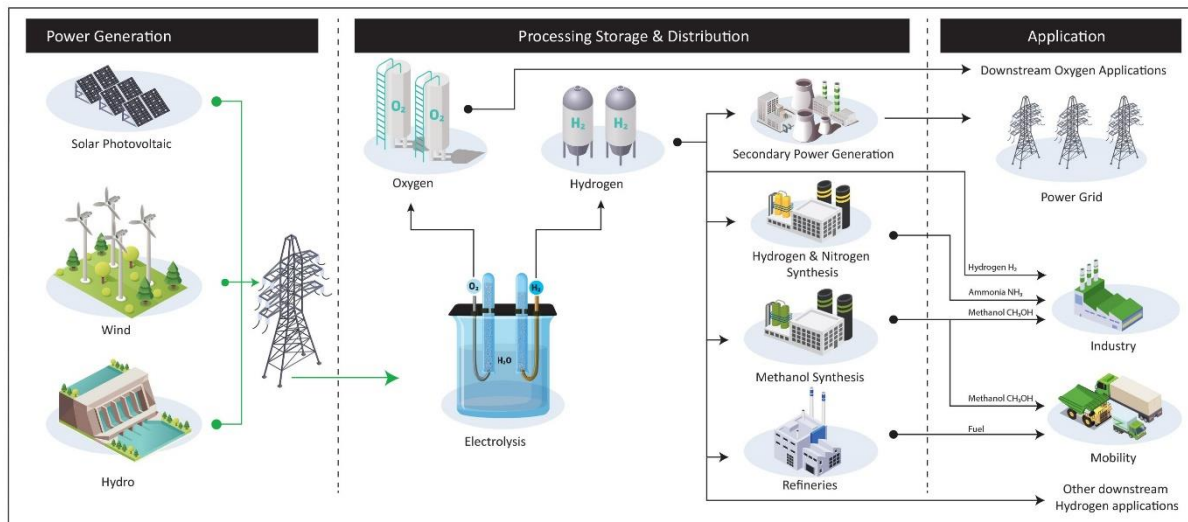 Power Generation
Processing Storage & Distribution
Application
Solar Photovoltaic
Wind
Hydro
O₂
O₂
Oxygen
H₂
H₂
Hydrogen
O₂
H₂
H₂O
Electrolysis
Secondary Power Generation
Hydrogen & Nitrogen
Synthesis
Methanol Synthesis
Refineries
Downstream Oxygen Applications
Power Grid
Hydrogen H₂
Ammonia NH₃
Methanol CH₃OH
Industry
Methanol CH₃OH
Fuel
Mobility
Other downstream
Hydrogen applications